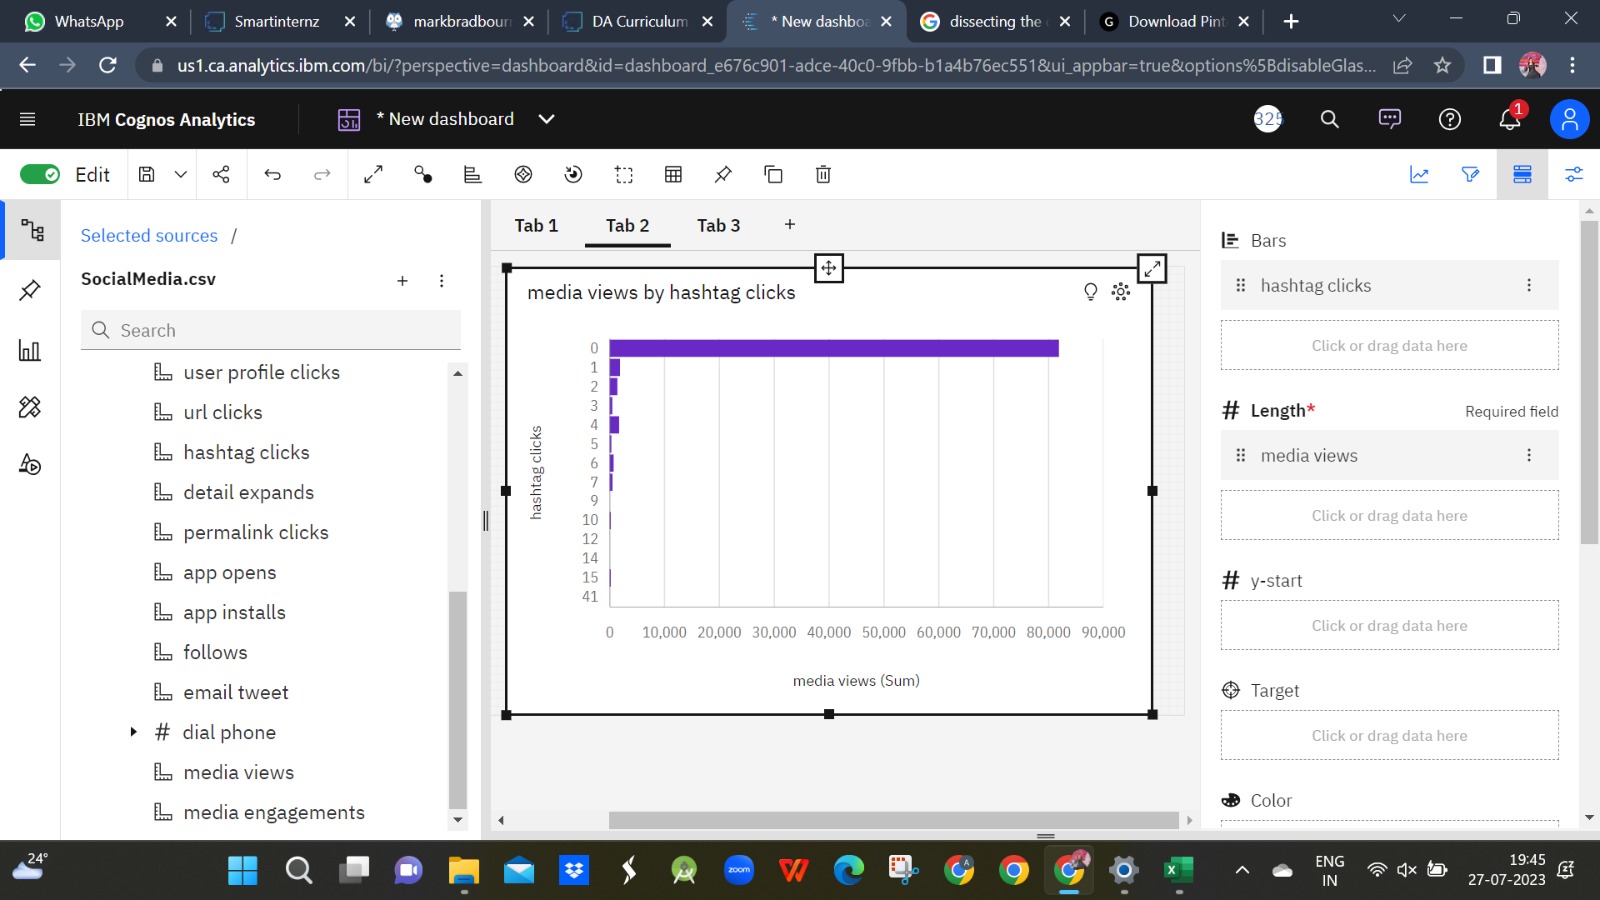 WhatsApp
Smartinternz
markbradbour
DA Curriculum
* New dashboa
dissecting the
Download Pint
us1.ca.analytics.ibm.com/bi/?perspective=dashboard&id=dashboard_e676c901-adce-40c0-9fbb-b1a4b76ec551&ui_appbar=true&options%5BdisableGlas...
IBM Cognos Analytics
* New dashboard
325
1
Edit
Selected sources /
SocialMedia.csv
Search
user profile clicks
url clicks
hashtag clicks
detail expands
permalink clicks
app opens
app installs
follows
email tweet
# dial phone
media views
media engagements
Tab 1
Tab 2
Tab 3
media views by hashtag clicks
hashtag clicks
0
1
2
3
4
5
6
7
9
10
12
14
15
41
0 10,000 20,000 30,000 40,000 50,000 60,000 70,000 80,000 90,000
media views (Sum)
Bars
hashtag clicks
Click or drag data here
# Length* Required field
media views
Click or drag data here
# y-start
Click or drag data here
Target
Click or drag data here
Color
24°
zoom
ENG
IN
19:45
27-07-2023